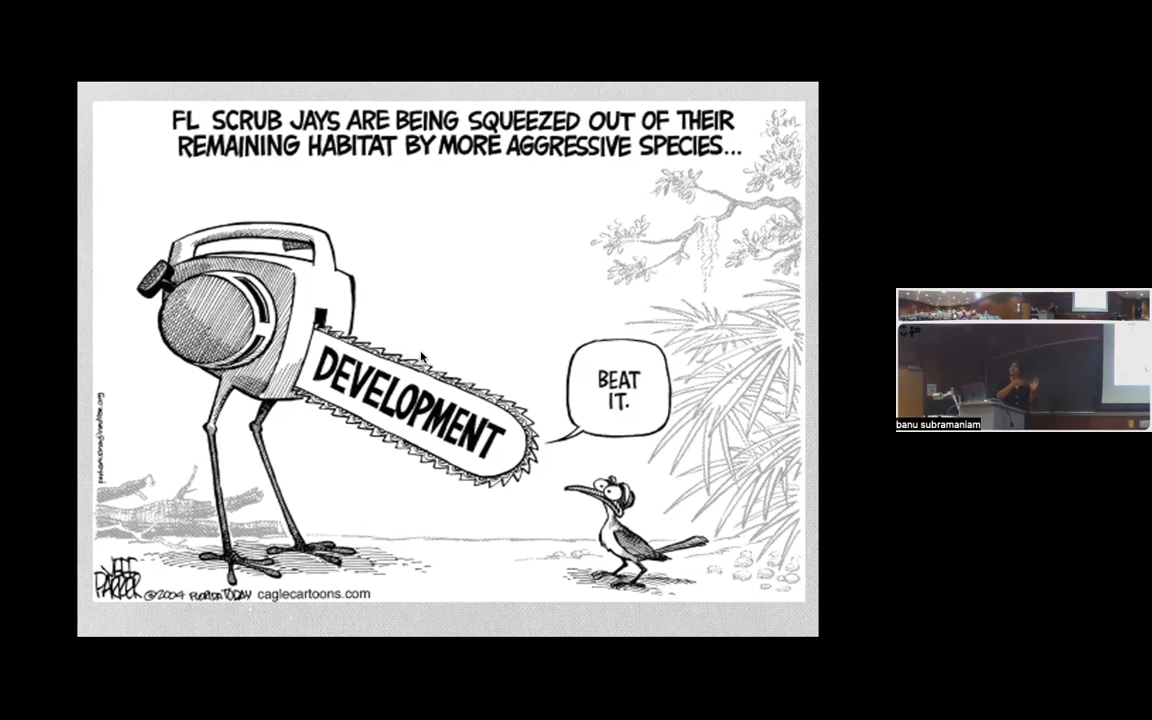 FL SCRUB JAYS ARE BEING SQUEEZED OUT OF THEIR
REMAINING HABITAT BY MORE AGGRESSIVE SPECIES...
DEVELOPMENT
BEAT
IT.
JEFF
PARKER ©2004 FLORIDA TODAY caglecartoons.com
banu subramaniam